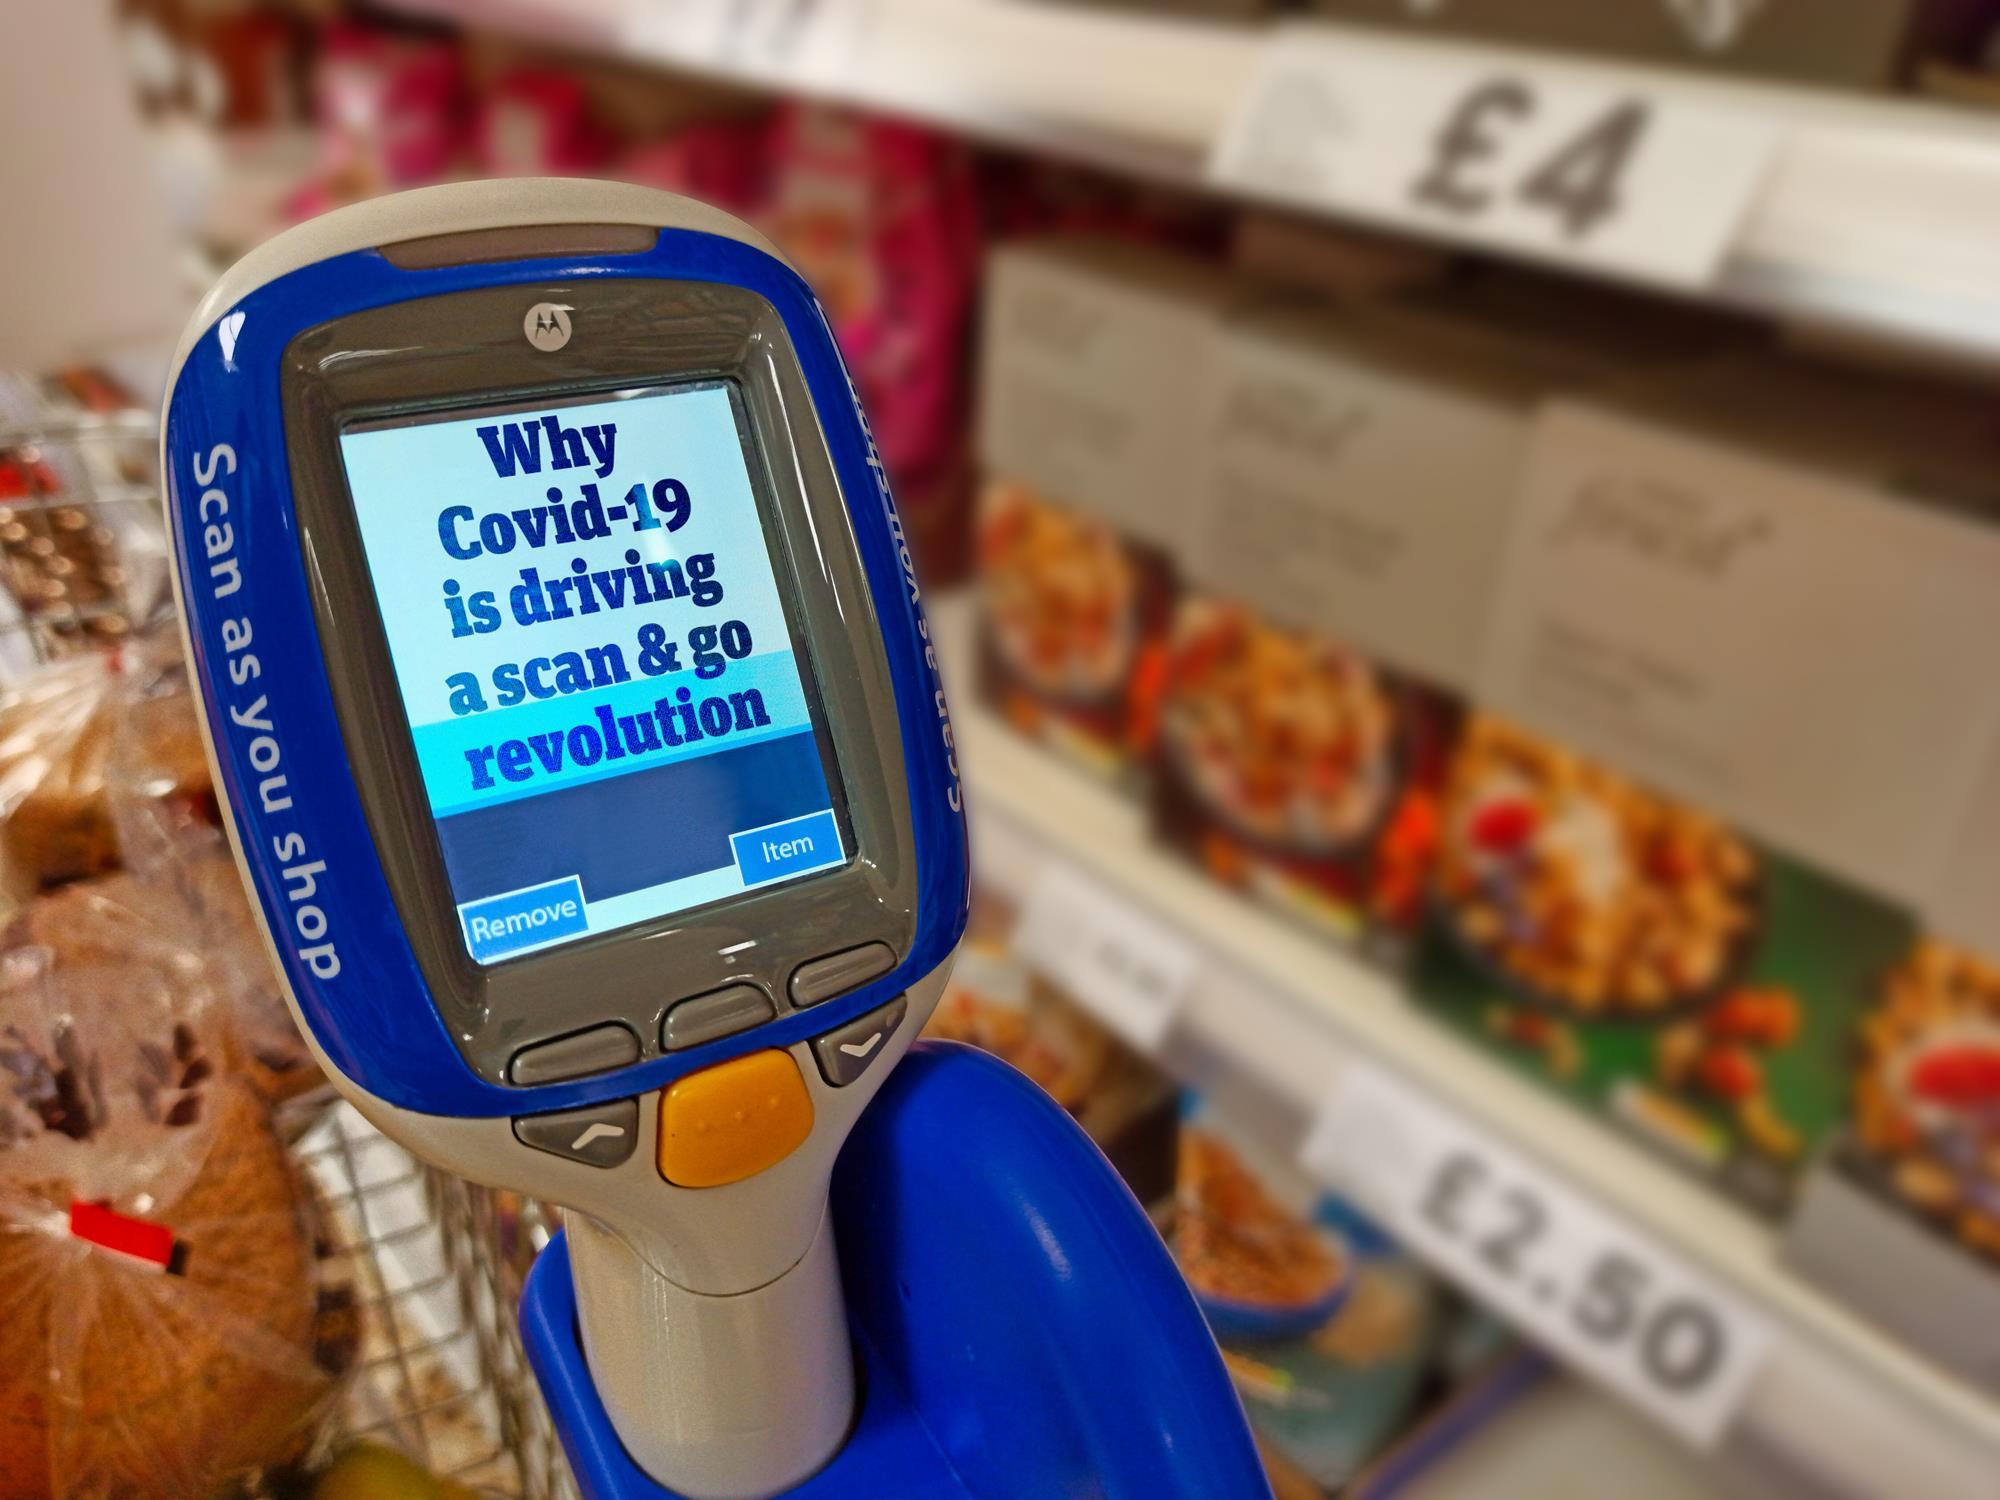 £4
Why
Covid-19
is driving
a scan & go
revolution
Item
Remove
Scan as you shop
Scan as you shop
£2.50